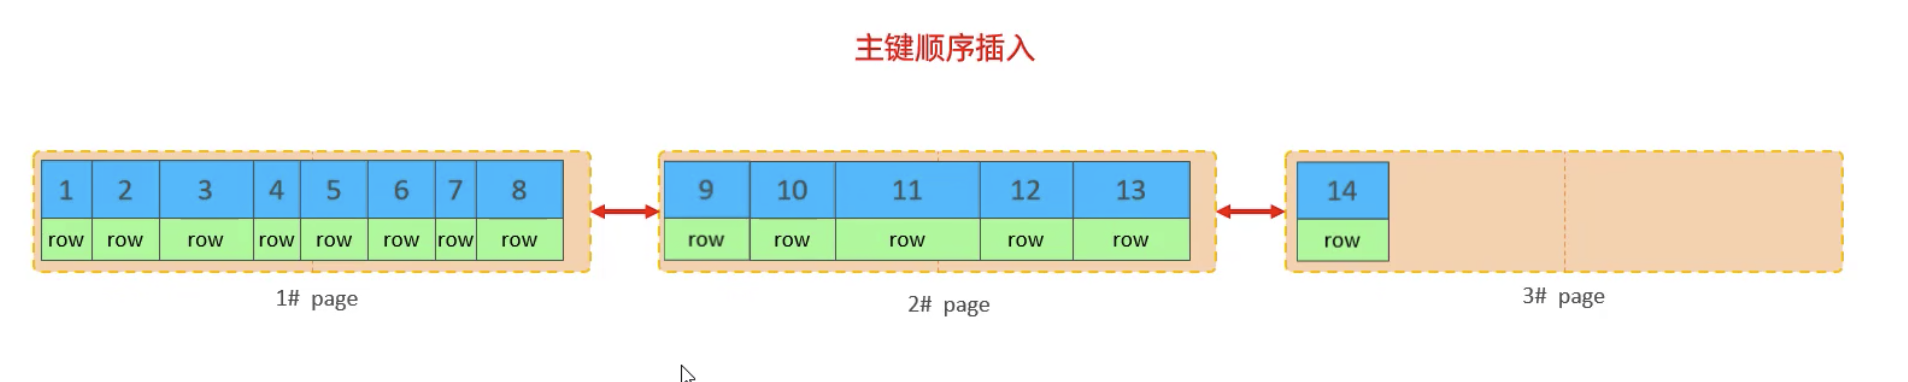 主键顺序插入
1 2 3 4 5 6 7 8
row row row row row row row row
1# page
9 10 11 12 13
row row row row row
2# page
14
row
3# page